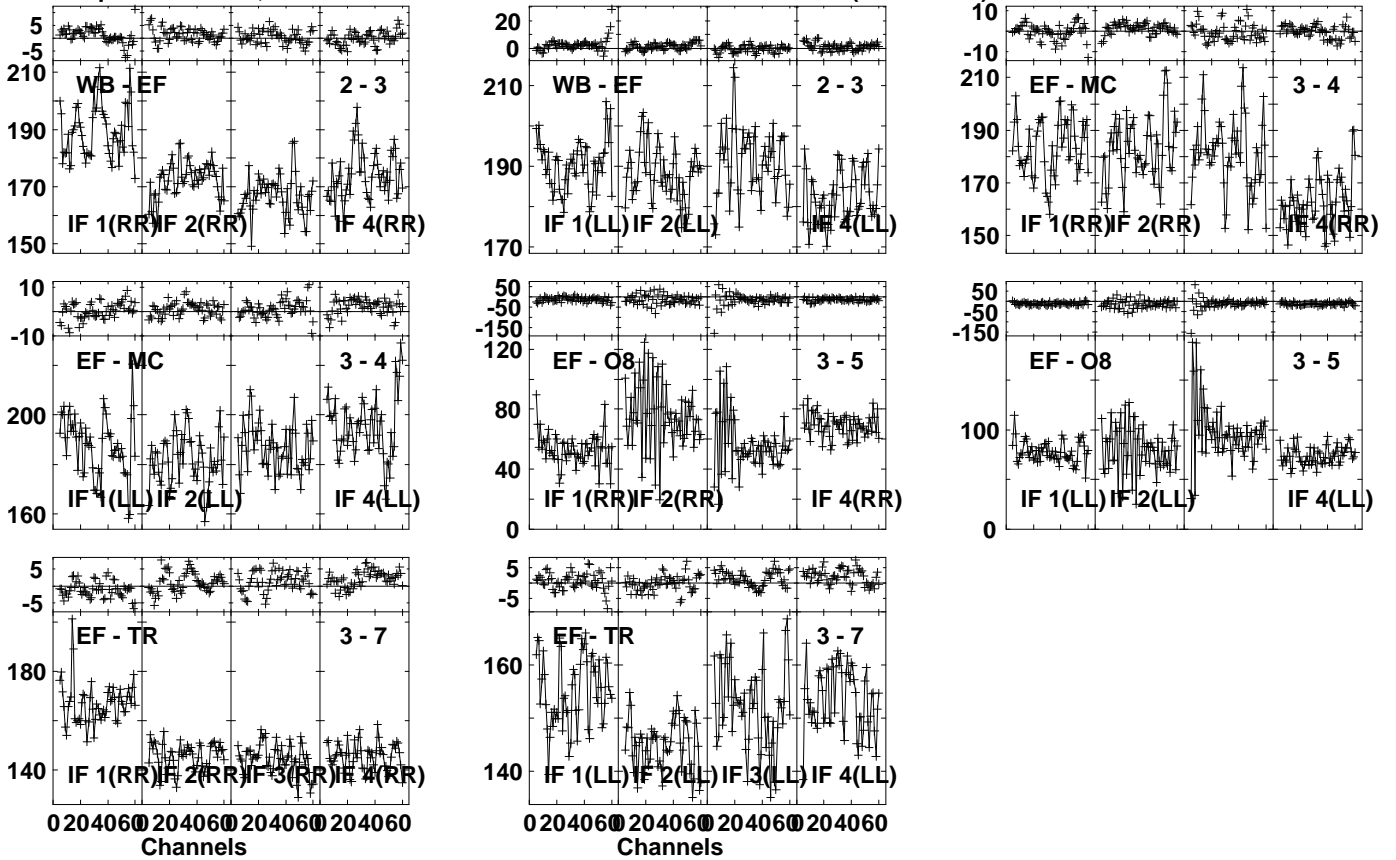 5
-5
210
190
170
150
WB - EF
2 - 3
IF 1(RR)
IF 2(RR)
IF 4(RR)
20
0
210
190
170
WB - EF
2 - 3
IF 1(LL)
IF 2(LL)
IF 4(LL)
10
-10
210
190
170
150
EF - MC
3 - 4
IF 1(RR)
IF 2(RR)
IF 4(RR)
10
0
-10
200
160
EF - MC
3 - 4
IF 1(LL)
IF 2(LL)
IF 4(LL)
50
-50
-150
120
80
40
0
EF - O8
3 - 5
IF 1(RR)
IF 2(RR)
IF 4(RR)
50
-50
-150
100
0
EF - O8
3 - 5
IF 1(LL)
IF 2(LL)
IF 4(LL)
5
-5
180
140
EF - TR
3 - 7
IF 1(RR)
IF 2(RR)
IF 3(RR)
IF 4(RR)
0 20 40 60 0 20 40 60 0 20 40 60 0 20 40 60
Channels
5
-5
160
140
EF - TR
3 - 7
IF 1(LL)
IF 2(LL)
IF 3(LL)
IF 4(LL)
0 20 40 60 0 20 40 60 0 20 40 60 0 20 40 60
Channels